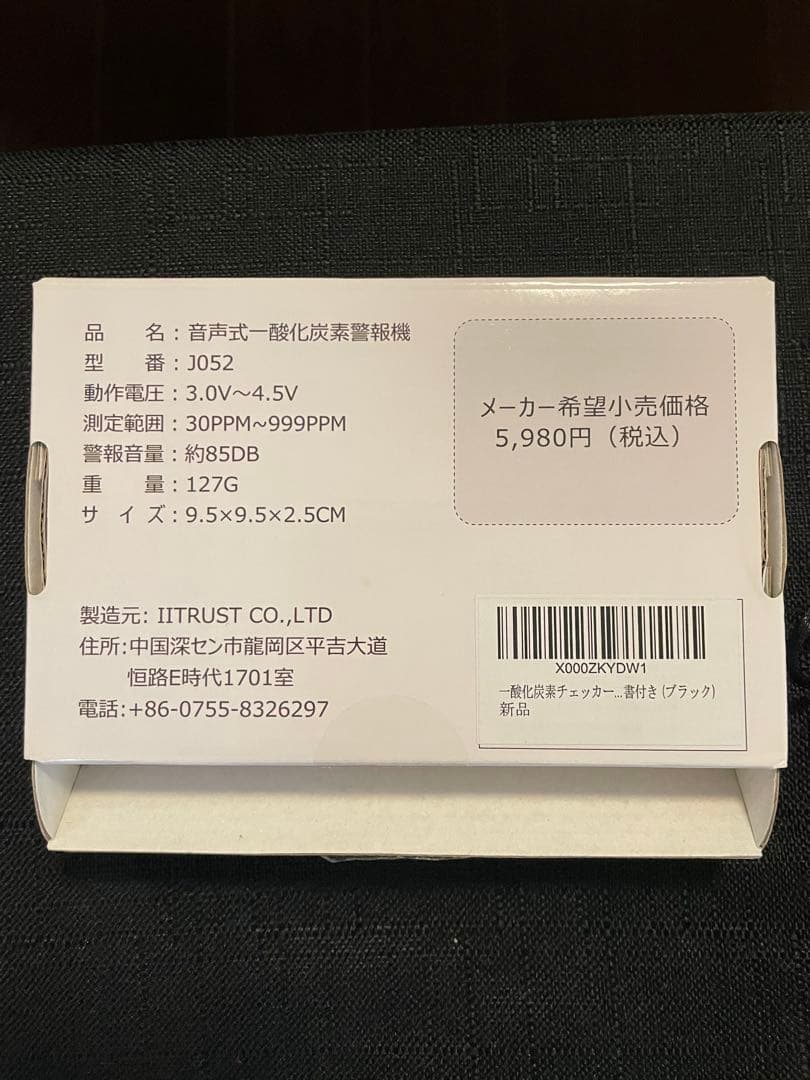 品　　名：音声式一酸化炭素警報機
型　　番：J052
動作電圧：3.0V～4.5V
測定範囲：30PPM~999PPM
警報音量：約85DB
重　　量：127G
サ イ ズ：9.5×9.5×2.5CM
メーカー希望小売価格
5,980円（税込）
製造元: IITRUST CO.,LTD
住所:中国深セン市龍岡区平吉大道
恒路E時代1701室
電話:+86-0755-8326297
X000ZKYDW1
一酸化炭素チェッカー...書付き (ブラック)
新品